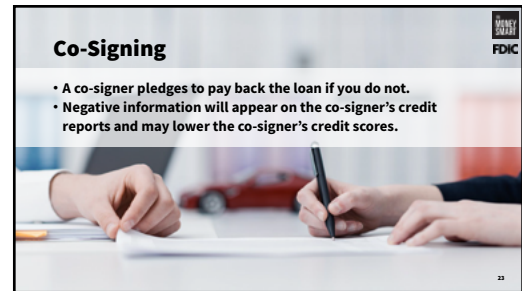 MONEY
SMART
FDIC
Co-Signing
• A co-signer pledges to pay back the loan if you do not.
• Negative information will appear on the co-signer's credit
reports and may lower the co-signer's credit scores.
23